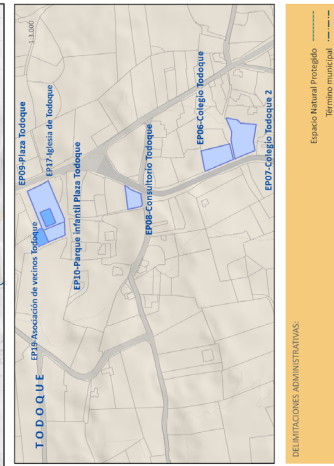 1:3.000
EP09-Plaza Todoque
EP17-Iglesia de Todoque
EP19-Asociación de vecinos Todoque
EP10-Parque infantil Plaza Todoque
TODOQUE
EP08-Consultorio Todoque
EP06-Colegio Todoque
EP07-Colegio Todoque 2
DELIMITACIONES ADMINISTRATIVAS:
Espacio Natural Protegido
Término municipal